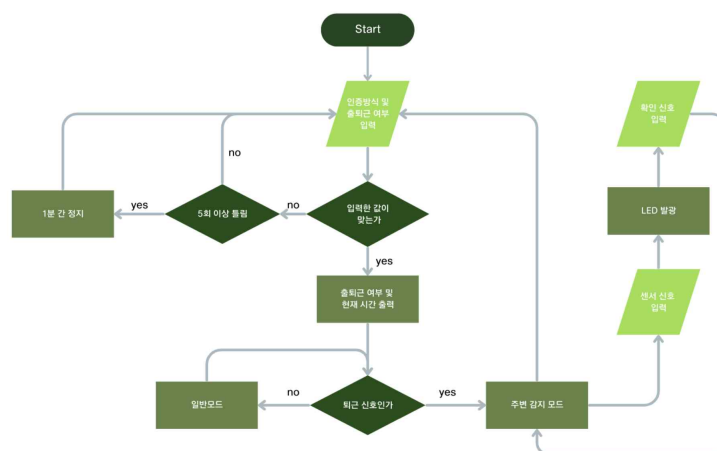 Start
인증방식 및
출퇴근 여부
입력
확인 신호
입력
no
1분 간 정지
yes
5회 이상 틀림
no
입력한 값이
맞는가
LED 발광
yes
출퇴근 여부 및
현재 시간 출력
센서 신호
입력
일반모드
no
퇴근 신호인가
yes
주변 감지 모드